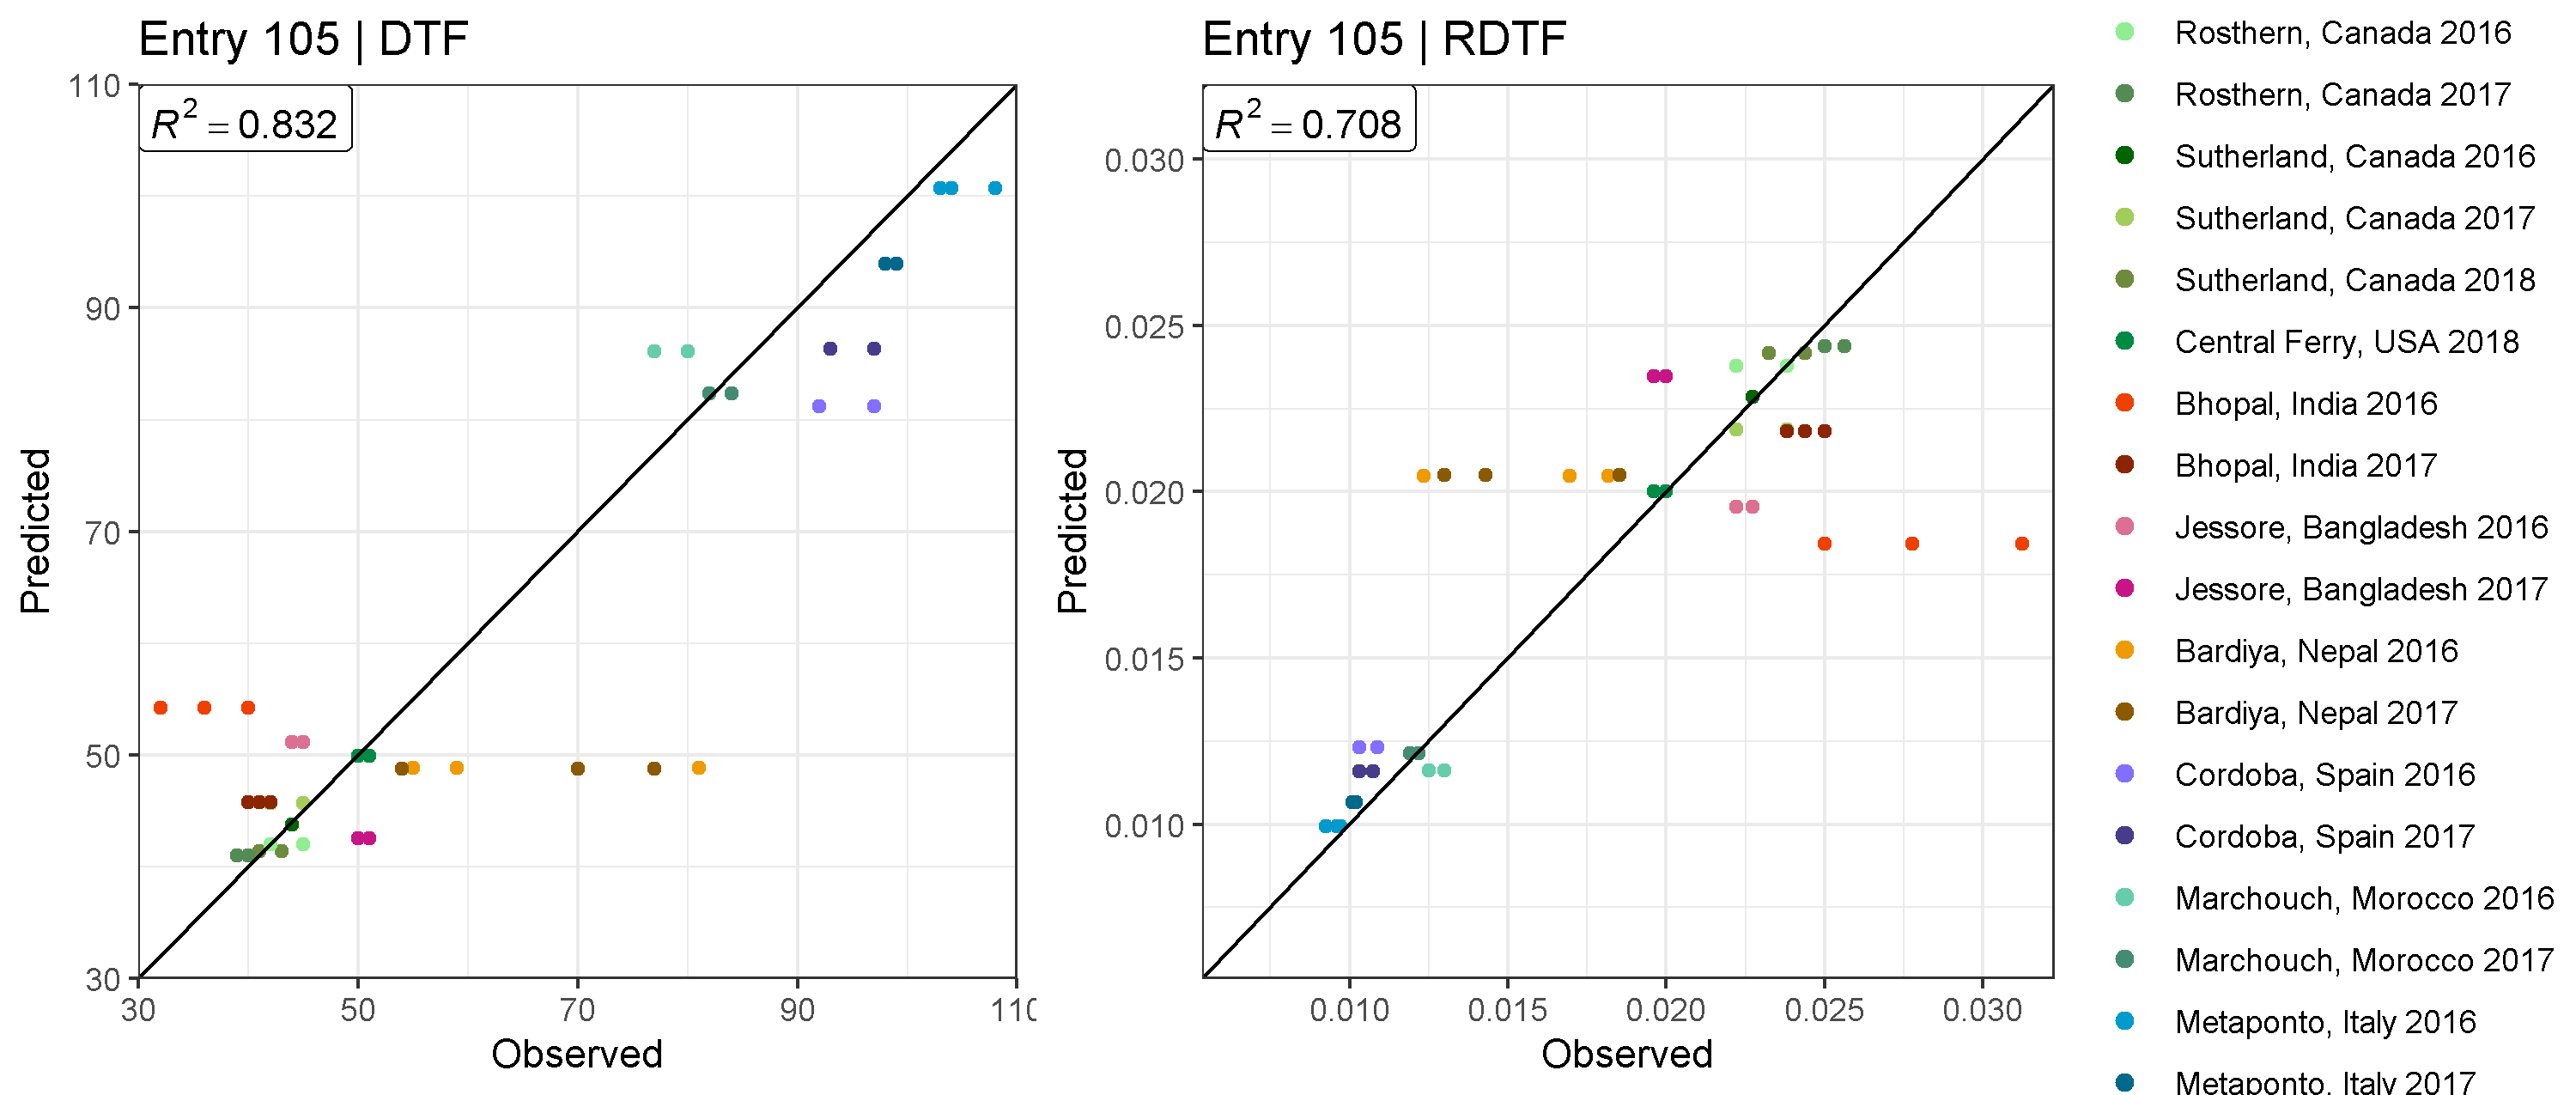 Entry 105 | DTF
R² = 0.832
110
90
70
50
30
30 50 70 90 110
Predicted
Observed
Entry 105 | RDTF
R² = 0.708
0.030
0.025
0.020
0.015
0.010
0.010 0.015 0.020 0.025 0.030
Predicted
Observed
Rosthern, Canada 2016
Rosthern, Canada 2017
Sutherland, Canada 2016
Sutherland, Canada 2017
Sutherland, Canada 2018
Central Ferry, USA 2018
Bhopal, India 2016
Bhopal, India 2017
Jessore, Bangladesh 2016
Jessore, Bangladesh 2017
Bardiya, Nepal 2016
Bardiya, Nepal 2017
Cordoba, Spain 2016
Cordoba, Spain 2017
Marchouch, Morocco 2016
Marchouch, Morocco 2017
Metaponto, Italy 2016
Metaponto, Italy 2017